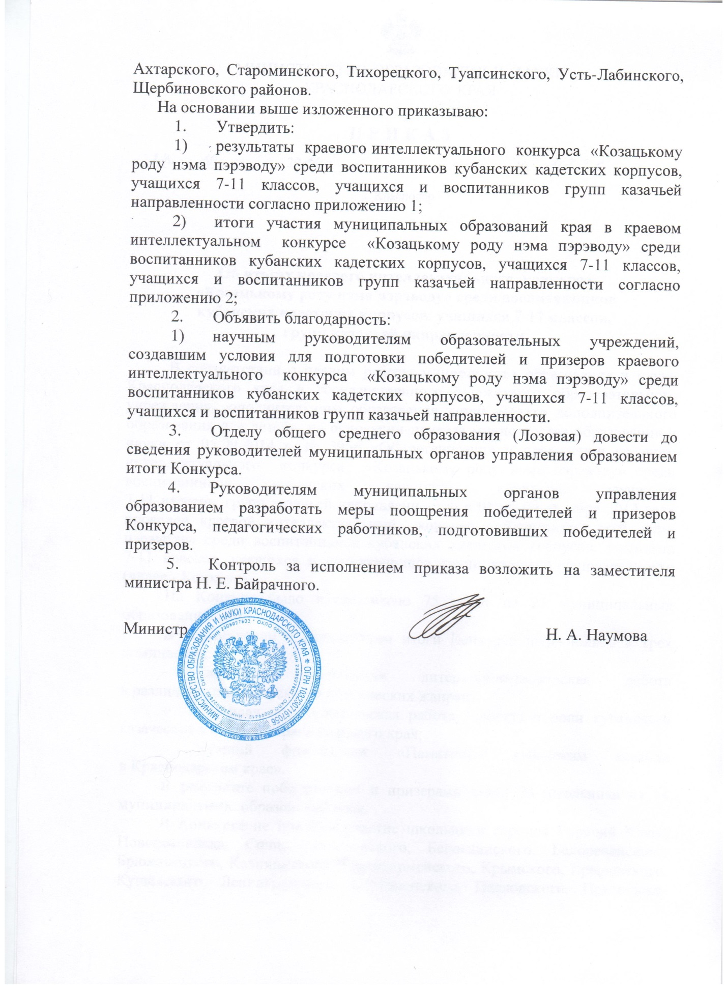 Ахтарского, Староминского, Тихорецкого, Туапсинского, Усть-Лабинского,
Щербиновского районов.
На основании выше изложенного приказываю:
1. Утвердить:
1) результаты краевого интеллектуального конкурса «Козацькому
роду нэма пэрэводу» среди воспитанников кубанских кадетских корпусов,
учащихся 7-11 классов, учащихся и воспитанников групп казачьей
направленности согласно приложению 1;
2) итоги участия муниципальных образований края в краевом
интеллектуальном конкурсе «Козацькому роду нэма пэрэводу» среди
воспитанников кубанских кадетских корпусов, учащихся 7-11 классов,
учащихся и воспитанников групп казачьей направленности согласно
приложению 2;
2. Объявить благодарность:
1) научным руководителям образовательных учреждений,
создавшим условия для подготовки победителей и призеров краевого
интеллектуального конкурса «Козацькому роду нэма пэрэводу» среди
воспитанников кубанских кадетских корпусов, учащихся 7-11 классов,
учащихся и воспитанников групп казачьей направленности.
3. Отделу общего среднего образования (Лозовая) довести до
сведения руководителей муниципальных органов управления образованием
итоги Конкурса.
4. Руководителям муниципальных органов управления
образованием разработать меры поощрения победителей и призеров
Конкурса, педагогических работников, подготовивших победителей и
призеров.
5. Контроль за исполнением приказа возложить на заместителя
министра Н. Е. Байрачного.
Министр
Н. А. Наумова
МИНИСТЕРСТВО ОБРАЗОВАНИЯ И НАУКИ КРАСНОДАРСКОГО КРАЯ * ОГРН 1032307167056
ИНН 2308027802 * ОКПО 00099412